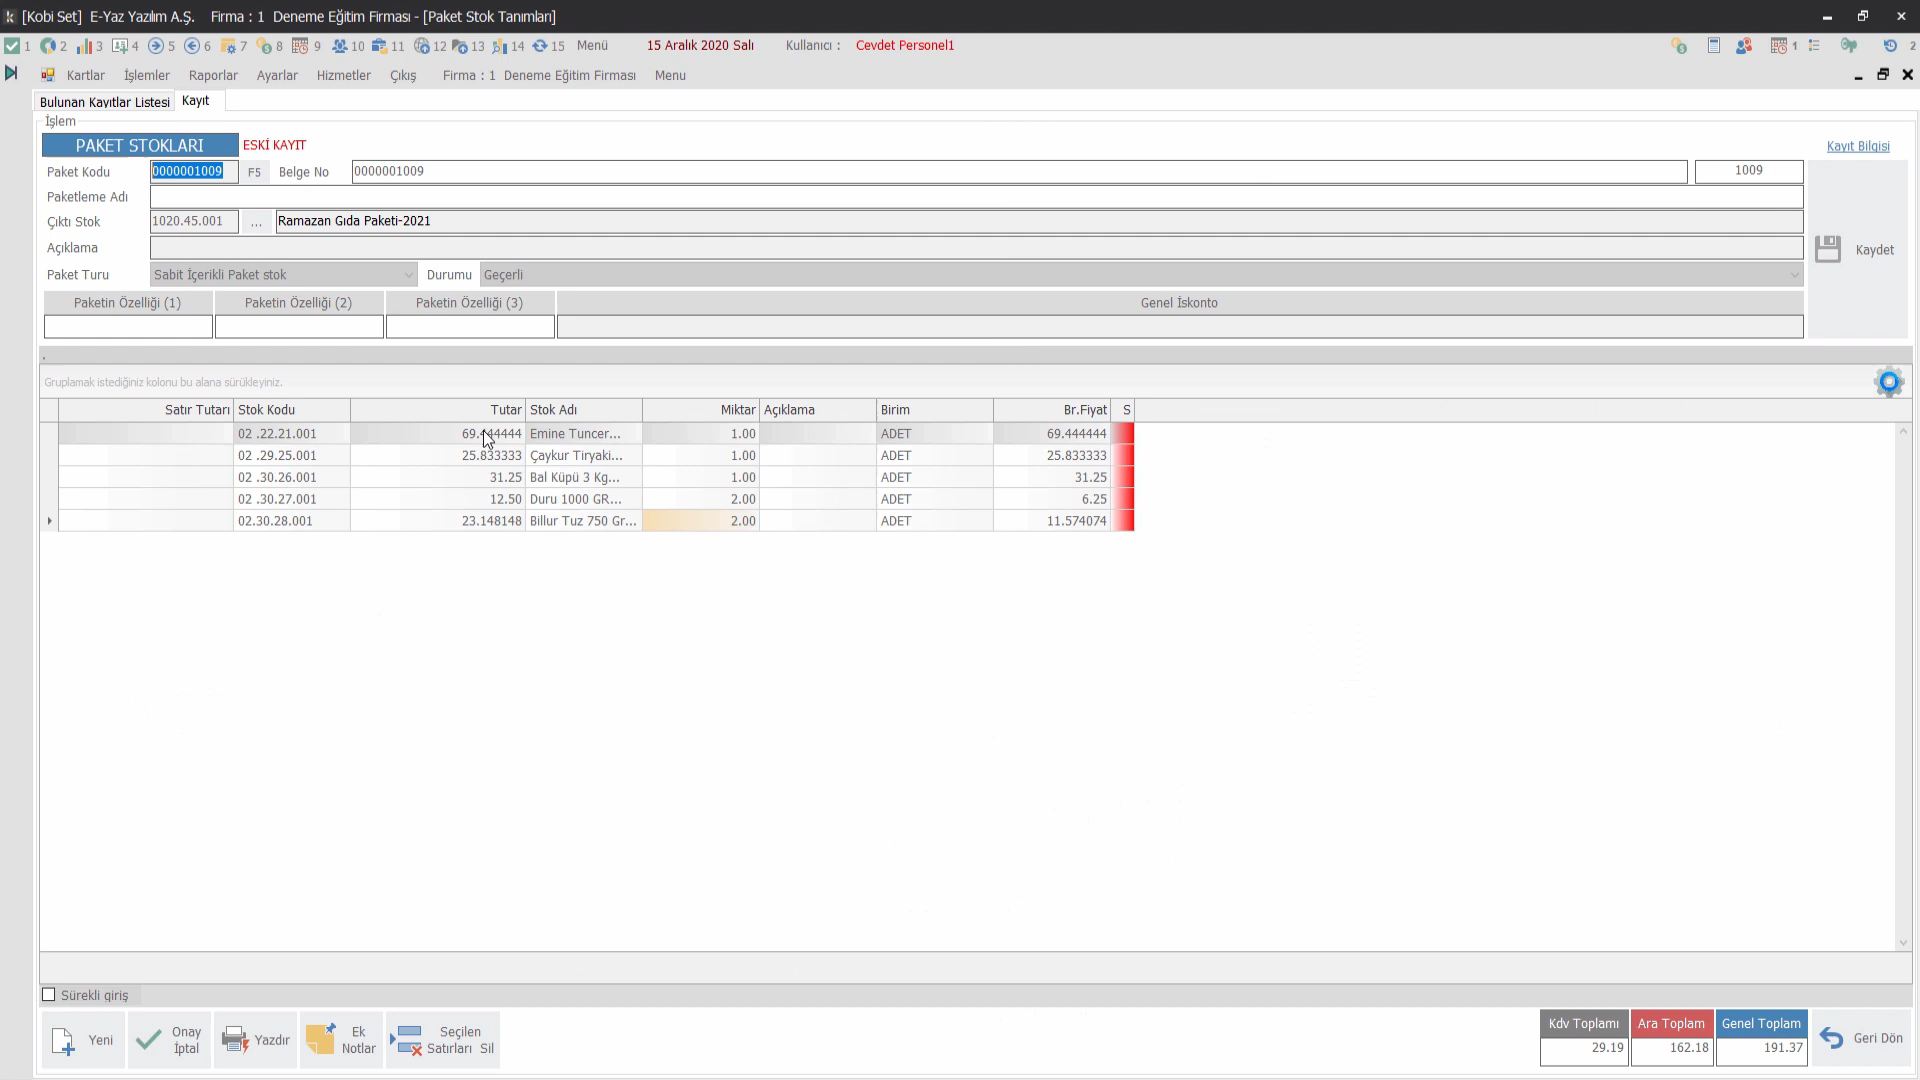 [Kobi Set] E-Yaz Yazılım A.Ş. Firma : 1 Deneme Eğitim Firması - [Paket Stok Tanımları]
1 2 3 4 5 6 7 8 9 10 11 12 13 14 15 Menü 15 Aralık 2020 Salı Kullanıcı : Cevdet Personel1 1 2
Kartlar İşlemler Raporlar Ayarlar Hizmetler Çıkış Firma : 1 Deneme Eğitim Firması Menu
Bulunan Kayıtlar Listesi Kayıt
İşlem
PAKET STOKLARI ESKİ KAYIT Kayıt Bilgisi
Paket Kodu 0000001009 F5 Belge No 0000001009 1009
Paketleme Adı
Çıktı Stok 1020.45.001 ... Ramazan Gıda Paketi-2021
Açıklama
Kaydet
Paket Turu Sabit İçerikli Paket stok Durumu Geçerli
Paketin Özelliği (1) Paketin Özelliği (2) Paketin Özelliği (3) Genel İskonto
.
Gruplamak istediğiniz kolonu bu alana sürükleyiniz.
Satır Tutarı Stok Kodu Tutar Stok Adı Miktar Açıklama Birim Br.Fiyat S
02 .22.21.001 69.444444 Emine Tuncer... 1.00 ADET 69.444444
02 .29.25.001 25.833333 Çaykur Tiryaki... 1.00 ADET 25.833333
02 .30.26.001 31.25 Bal Küpü 3 Kg... 1.00 ADET 31.25
02 .30.27.001 12.50 Duru 1000 GR... 2.00 ADET 6.25
02.30.28.001 23.148148 Billur Tuz 750 Gr... 2.00 ADET 11.574074
Sürekli giriş
Yeni Onay İptal Yazdır Ek Notlar Seçilen Satırları Sil
Kdv Toplamı Ara Toplam Genel Toplam Geri Dön
29.19 162.18 191.37